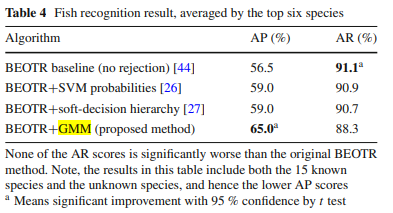 Table 4 Fish recognition result, averaged by the top six species
Algorithm AP (%) AR (%)
BEOTR baseline (no rejection) [44] 56.5 91.1a
BEOTR+SVM probabilities [26] 59.0 90.9
BEOTR+soft-decision hierarchy [27] 59.0 90.7
BEOTR+GMM (proposed method) 65.0a 88.3
None of the AR scores is significantly worse than the original BEOTR
method. Note, the results in this table include both the 15 known
species and the unknown species, and hence the lower AP scores
a Means significant improvement with 95 % confidence by t test